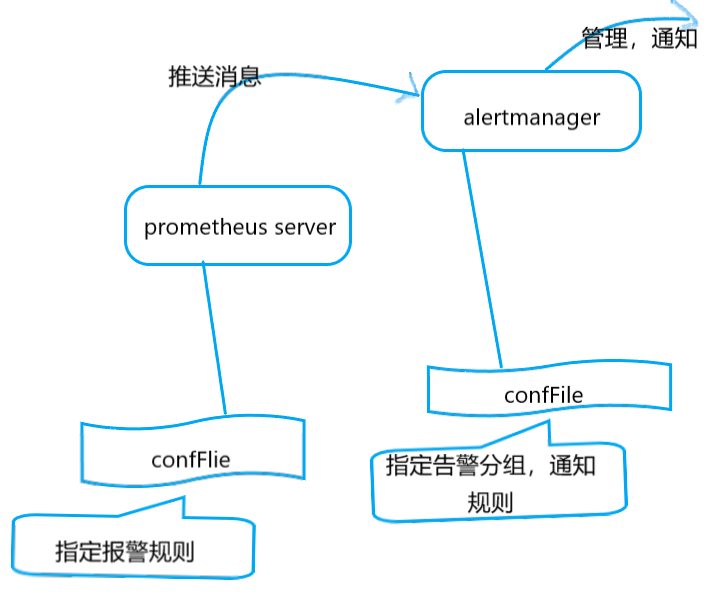 管理，通知
推送消息
alertmanager
prometheus server
confFile
指定告警分组，通知
规则
confFlie
指定报警规则